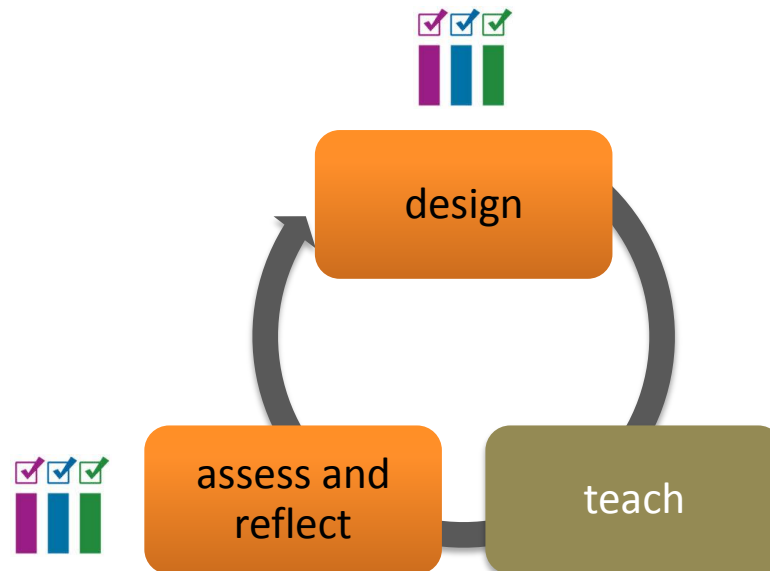 design
assess and
reflect
teach